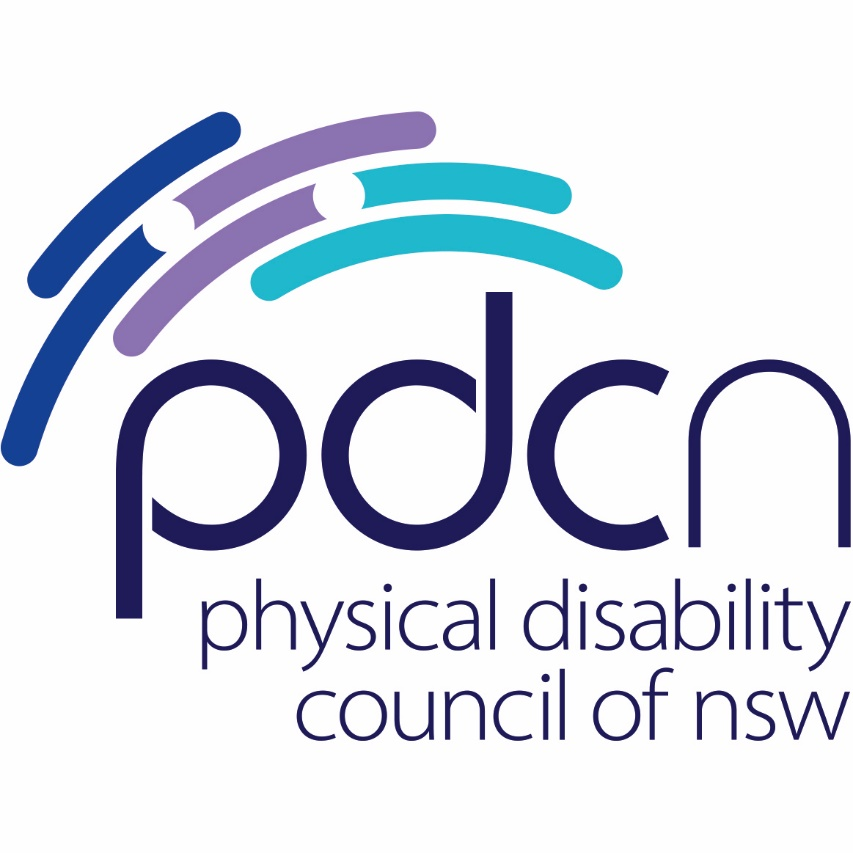 pdcn
physical disability
council of nsw